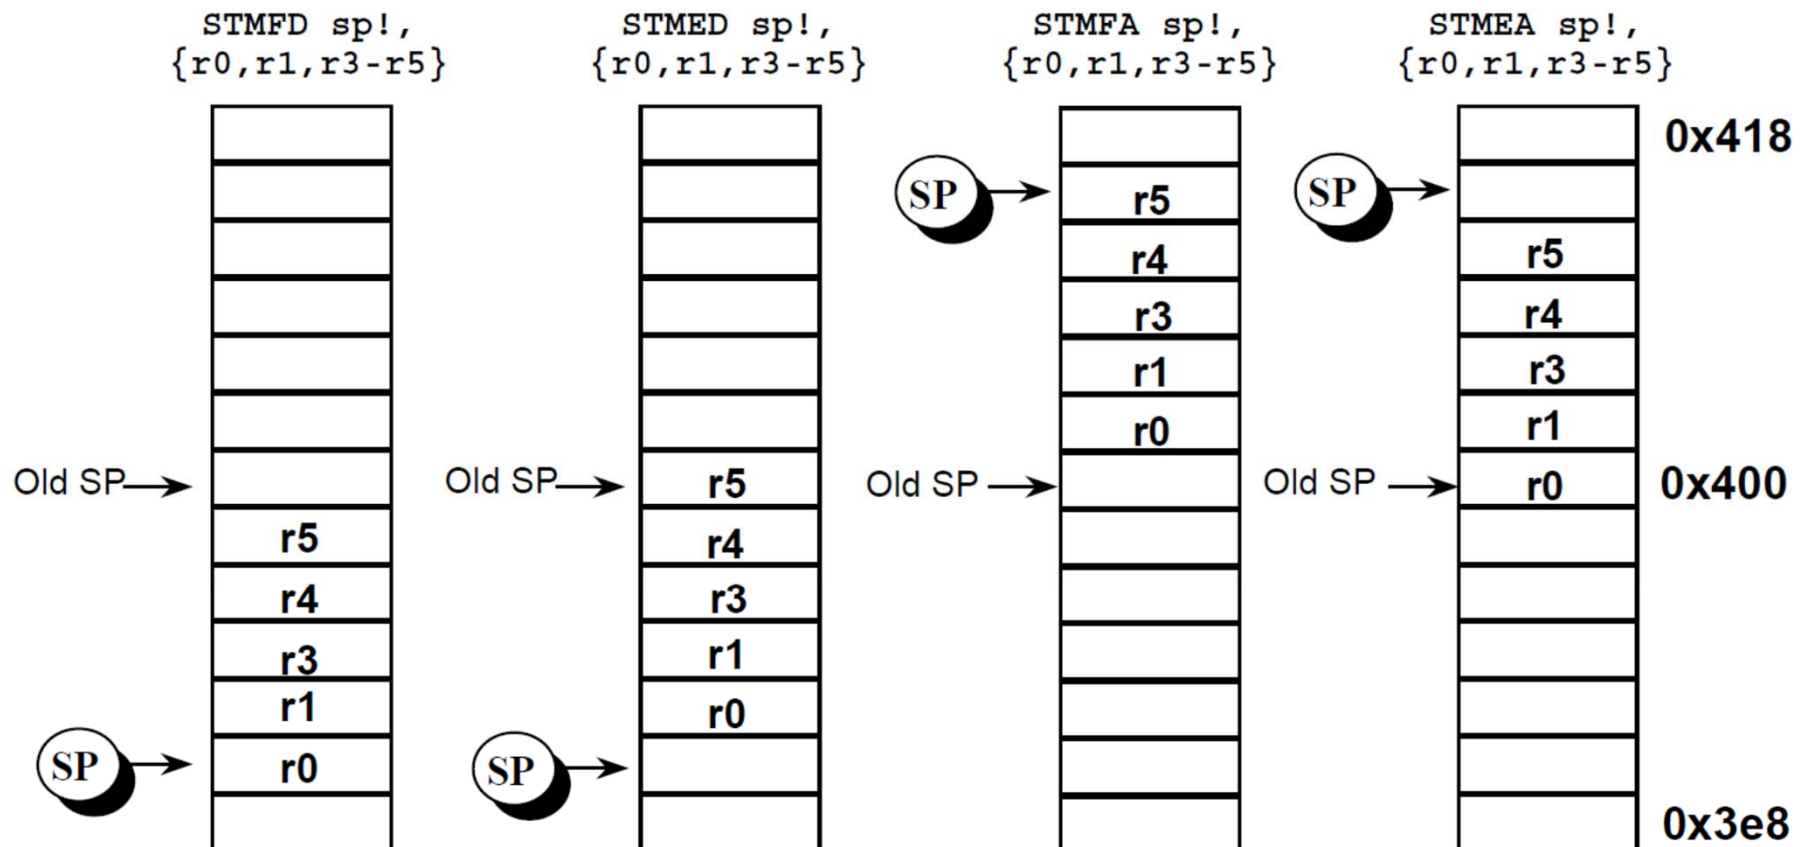 STMFD sp!,
{r0,r1,r3-r5}
STMED sp!,
{r0,r1,r3-r5}
STMFA sp!,
{r0,r1,r3-r5}
STMEA sp!,
{r0,r1,r3-r5}
Old SP
r5
r4
r3
r1
SP
r0
Old SP
r5
r4
r3
r1
r0
SP
SP
r5
r4
r3
r1
r0
Old SP
SP
r5
r4
r3
r1
Old SP
r0
0x418
0x400
0x3e8